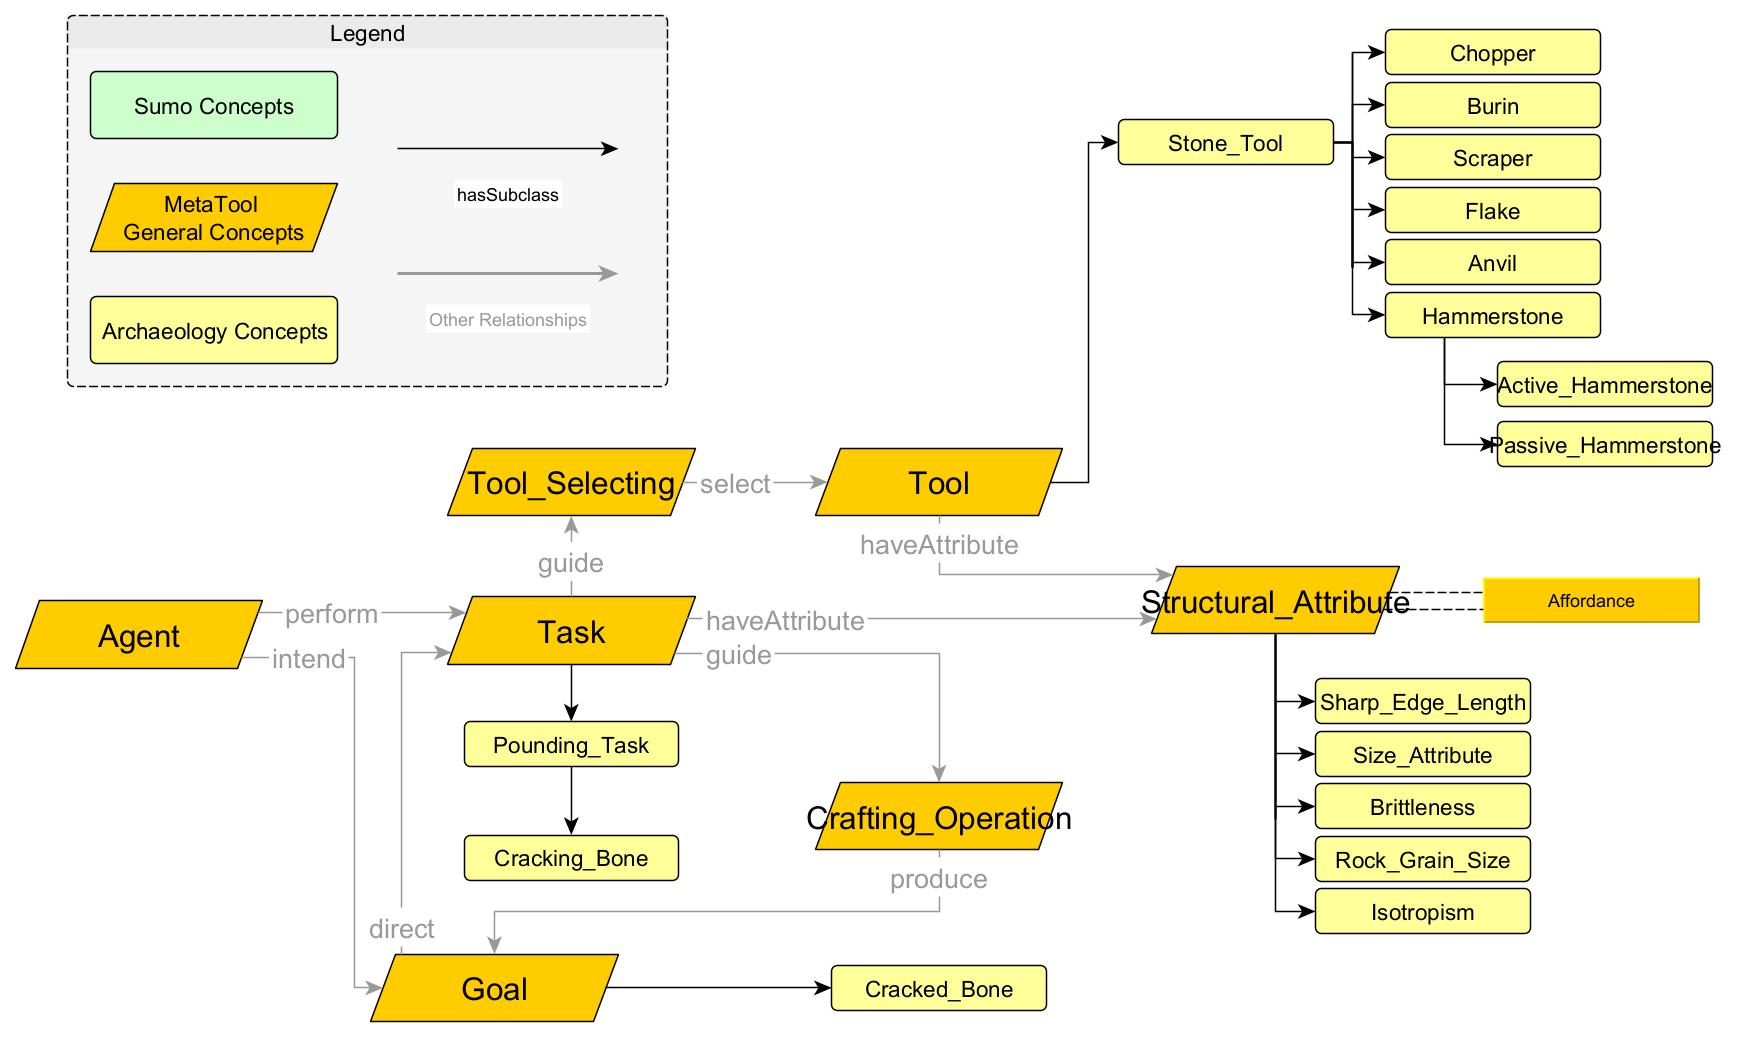 Legend
Sumo Concepts
MetaTool
General Concepts
Archaeology Concepts
hasSubclass
Other Relationships
Chopper
Burin
Stone_Tool
Scraper
Flake
Anvil
Hammerstone
Active_Hammerstone
Passive_Hammerstone
Tool_Selecting
select
Tool
guide
haveAttribute
Agent
perform
intend
Task
haveAttribute
guide
Structural_Attribute
Affordance
Pounding_Task
Cracking_Bone
Sharp_Edge_Length
Size_Attribute
Brittleness
Rock_Grain_Size
Isotropism
Crafting_Operation
produce
direct
Goal
Cracked_Bone